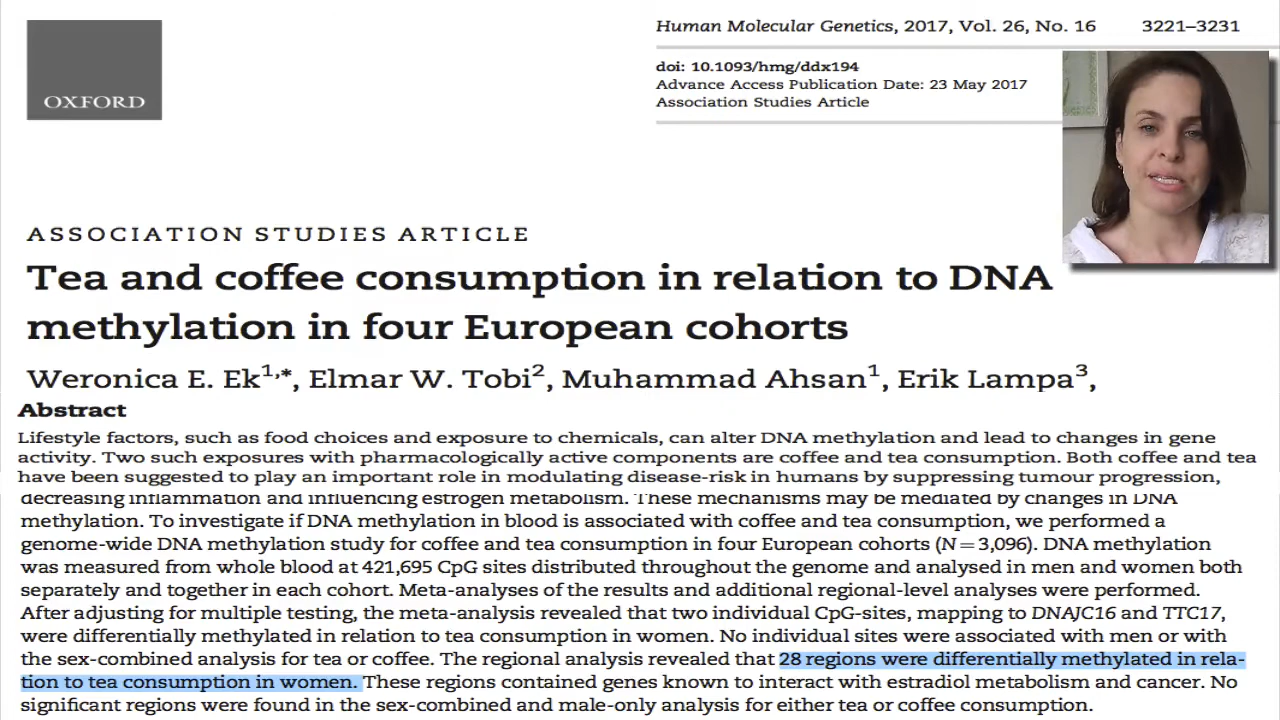 OXFORD
Human Molecular Genetics, 2017, Vol. 26, No. 16 3221–3231
doi: 10.1093/hmg/ddx194
Advance Access Publication Date: 23 May 2017
Association Studies Article
ASSOCIATION STUDIES ARTICLE
Tea and coffee consumption in relation to DNA
methylation in four European cohorts
Weronica E. Ek1,*, Elmar W. Tobi2, Muhammad Ahsan1, Erik Lampa3,
Abstract
Lifestyle factors, such as food choices and exposure to chemicals, can alter DNA methylation and lead to changes in gene
activity. Two such exposures with pharmacologically active components are coffee and tea consumption. Both coffee and tea
have been suggested to play an important role in modulating disease-risk in humans by suppressing tumour progression,
decreasing inflammation and influencing estrogen metabolism. These mechanisms may be mediated by changes in DNA
methylation. To investigate if DNA methylation in blood is associated with coffee and tea consumption, we performed a
genome-wide DNA methylation study for coffee and tea consumption in four European cohorts (N = 3,096). DNA methylation
was measured from whole blood at 421,695 CpG sites distributed throughout the genome and analysed in men and women both
separately and together in each cohort. Meta-analyses of the results and additional regional-level analyses were performed.
After adjusting for multiple testing, the meta-analysis revealed that two individual CpG-sites, mapping to DNAJC16 and TTC17,
were differentially methylated in relation to tea consumption in women. No individual sites were associated with men or with
the sex-combined analysis for tea or coffee. The regional analysis revealed that 28 regions were differentially methylated in rela-
tion to tea consumption in women. These regions contained genes known to interact with estradiol metabolism and cancer. No
significant regions were found in the sex-combined and male-only analysis for either tea or coffee consumption.